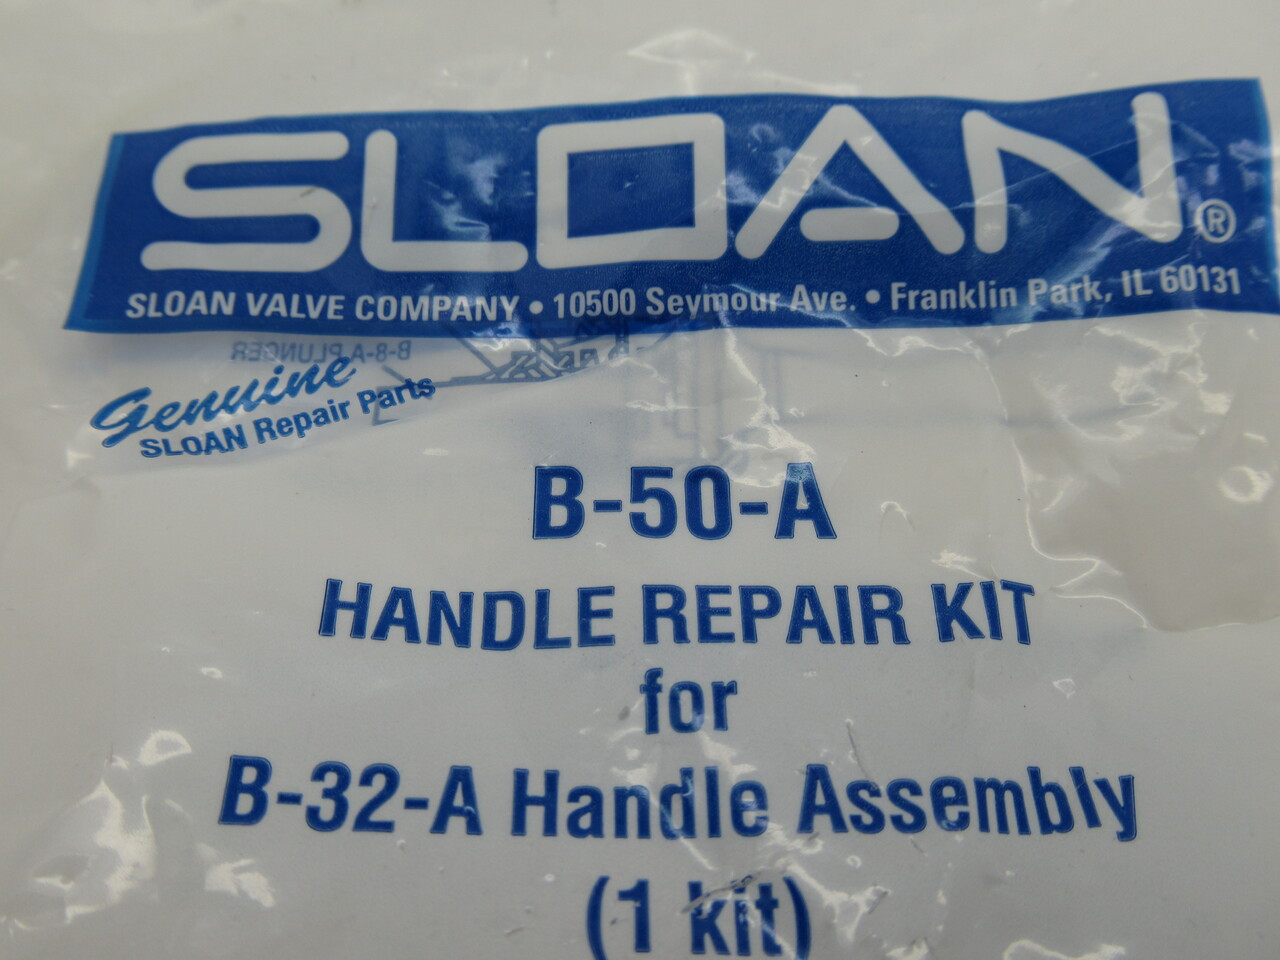 SLOAN®
SLOAN VALVE COMPANY • 10500 Seymour Ave. • Franklin Park, IL 60131
B-8-A PLUNGER
Genuine
SLOAN Repair Parts
B-50-A
HANDLE REPAIR KIT
for
B-32-A Handle Assembly
(1 kit)